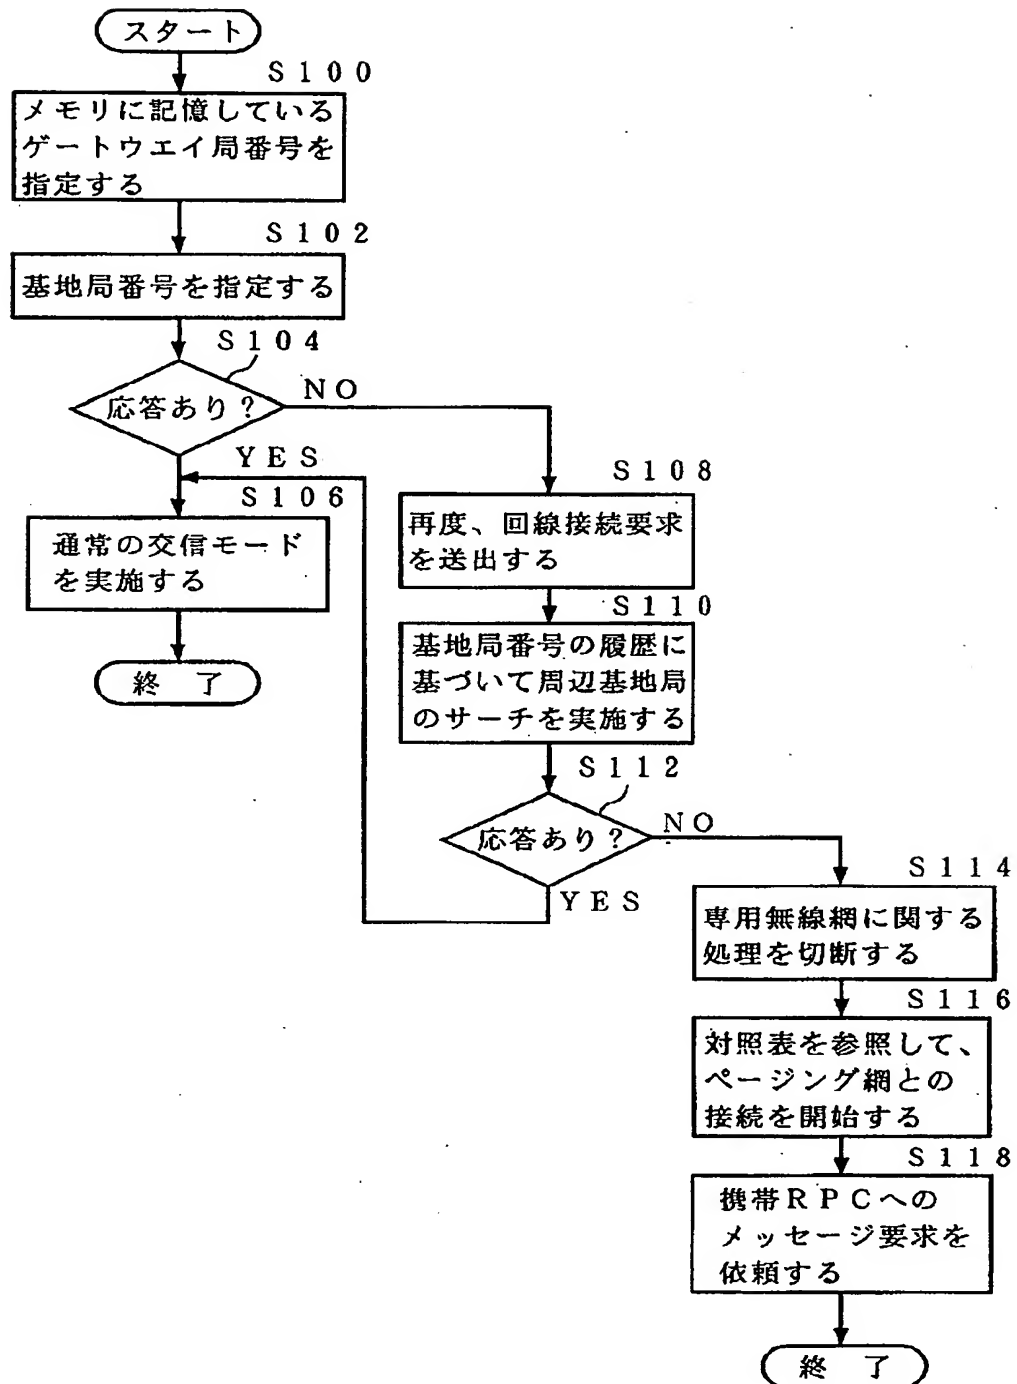 スタート
S100
メモリに記憶している
ゲートウエイ局番号を
指定する
S102
基地局番号を指定する
S104
応答あり?
NO
YES
S106
通常の交信モード
を実施する
終 了
S108
再度、回線接続要求
を送出する
S110
基地局番号の履歴に
基づいて周辺基地局
のサーチを実施する
S112
応答あり?
NO
YES
S114
専用無線網に関する
処理を切断する
S116
対照表を参照して、
ページング網との
接続を開始する
S118
携帯RPCへの
メッセージ要求を
依頼する
終 了